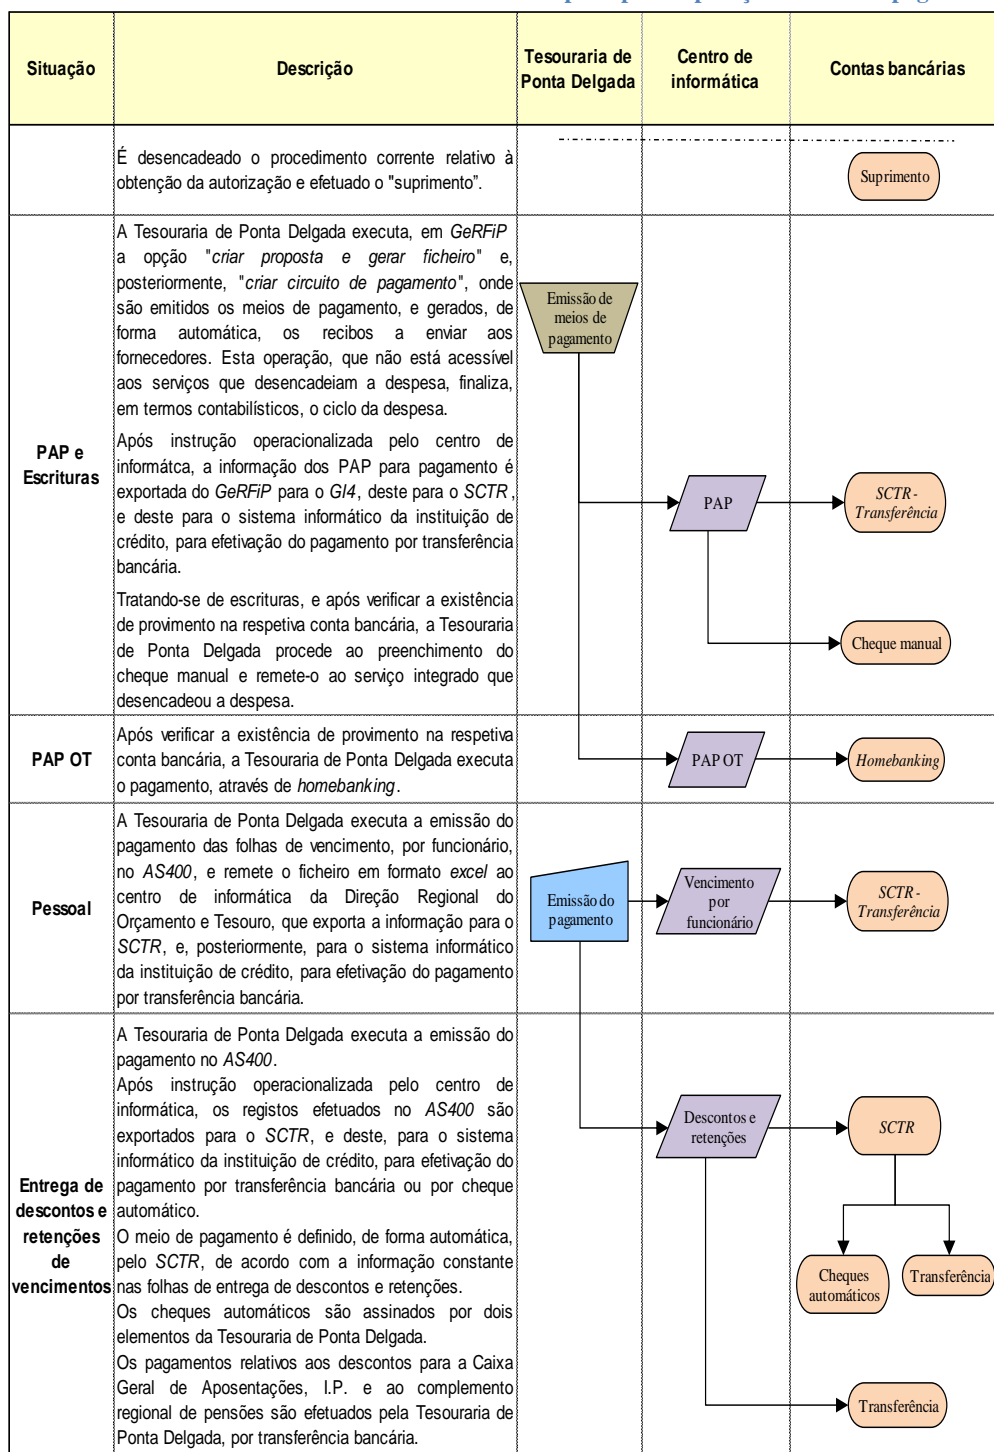 Situação
Descrição
Tesouraria de
Ponta Delgada
Centro de
informática
Contas bancárias
É desencadeado o procedimento corrente relativo à
obtenção da autorização e efetuado o "suprimento".
Suprimento
PAP e
Escrituras
A Tesouraria de Ponta Delgada executa, em GeRFiP
a opção "criar proposta e gerar ficheiro" e,
posteriormente, "criar circuito de pagamento", onde
são emitidos os meios de pagamento, e gerados, de
forma automática, os recibos a enviar aos
fornecedores. Esta operação, que não está acessível
aos serviços que desencadeiam a despesa, finaliza,
em termos contabilísticos, o ciclo da despesa.
Após instrução operacionalizada pelo centro de
informátca, a informação dos PAP para pagamento é
exportada do GeRFiP para o GI4, deste para o SCTR,
e deste para o sistema informático da instituição de
crédito, para efetivação do pagamento por transferência
bancária.
Tratando-se de escrituras, e após verificar a existência
de provimento na respetiva conta bancária, a Tesouraria
de Ponta Delgada procede ao preenchimento do
cheque manual e remete-o ao serviço integrado que
desencadeou a despesa.
Emissão de
meios de
pagamento
PAP
SCTR -
Transferência
Cheque manual
PAP OT
Após verificar a existência de provimento na respetiva
conta bancária, a Tesouraria de Ponta Delgada executa
o pagamento, através de homebanking.
PAP OT
Homebanking
Pessoal
A Tesouraria de Ponta Delgada executa a emissão do
pagamento das folhas de vencimento, por funcionário,
no AS400, e remete o ficheiro em formato excel ao
centro de informática da Direção Regional do
Orçamento e Tesouro, que exporta a informação para o
SCTR, e, posteriormente, para o sistema informático
da instituição de crédito, para efetivação do pagamento
por transferência bancária.
Emissão do
pagamento
Vencimento
por
funcionário
SCTR -
Transferência
Entrega de
descontos e
retenções
de
vencimentos
A Tesouraria de Ponta Delgada executa a emissão do
pagamento no AS400.
Após instrução operacionalizada pelo centro de
informática, os registos efetuados no AS400 são
exportados para o SCTR, e deste, para o sistema
informático da instituição de crédito, para efetivação do
pagamento por transferência bancária ou por cheque
automático.
O meio de pagamento é definido, de forma automática,
pelo SCTR, de acordo com a informação constante
nas folhas de entrega de descontos e retenções.
Os cheques automáticos são assinados por dois
elementos da Tesouraria de Ponta Delgada.
Os pagamentos relativos aos descontos para a Caixa
Geral de Aposentações, I.P. e ao complemento
regional de pensões são efetuados pela Tesouraria de
Ponta Delgada, por transferência bancária.
Descontos e
retenções
SCTR
Cheques
automáticos
Transferência
Transferência